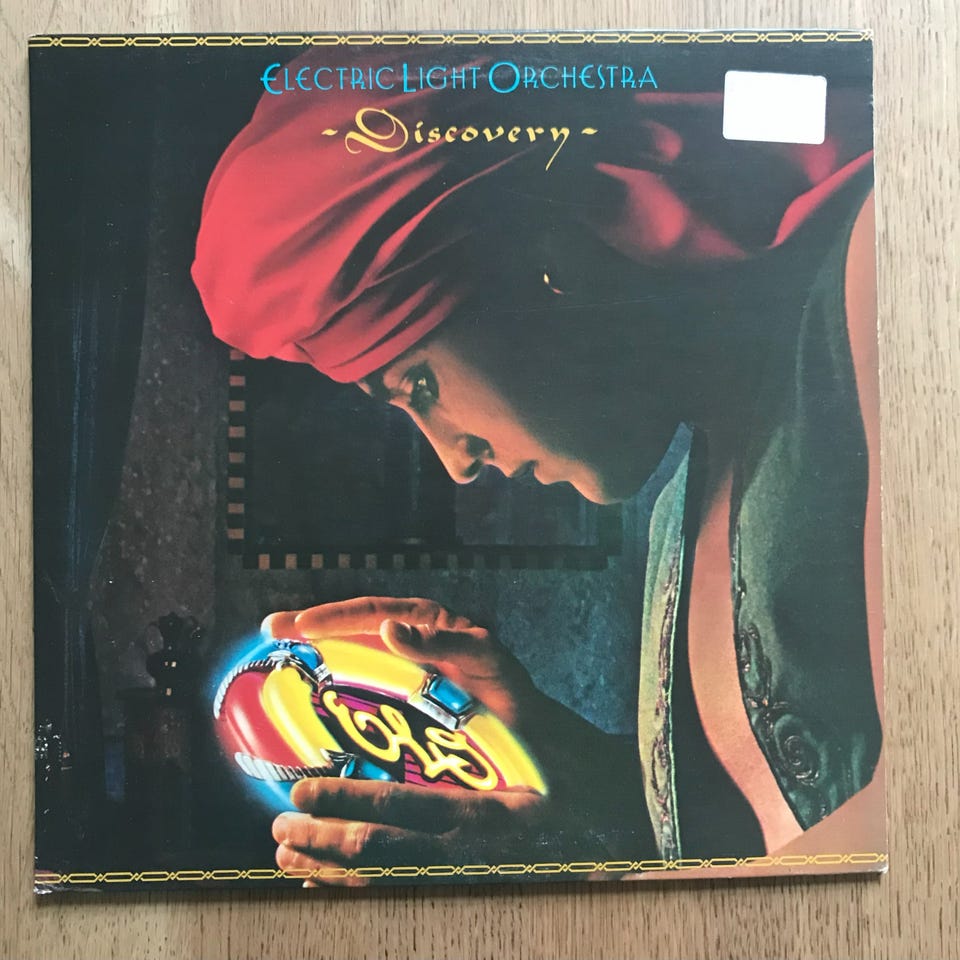 ELECTRIC LIGHT ORCHESTRA
-Discovery-
ELO